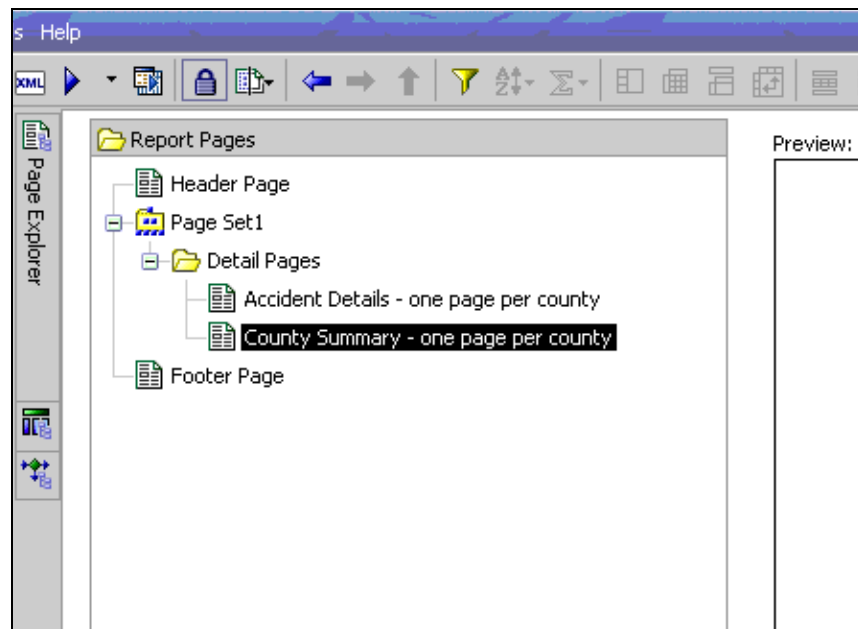 s Help
XML
Page Explorer
Report Pages
Preview:
Header Page
Page Set1
Detail Pages
Accident Details - one page per county
County Summary - one page per county
Footer Page